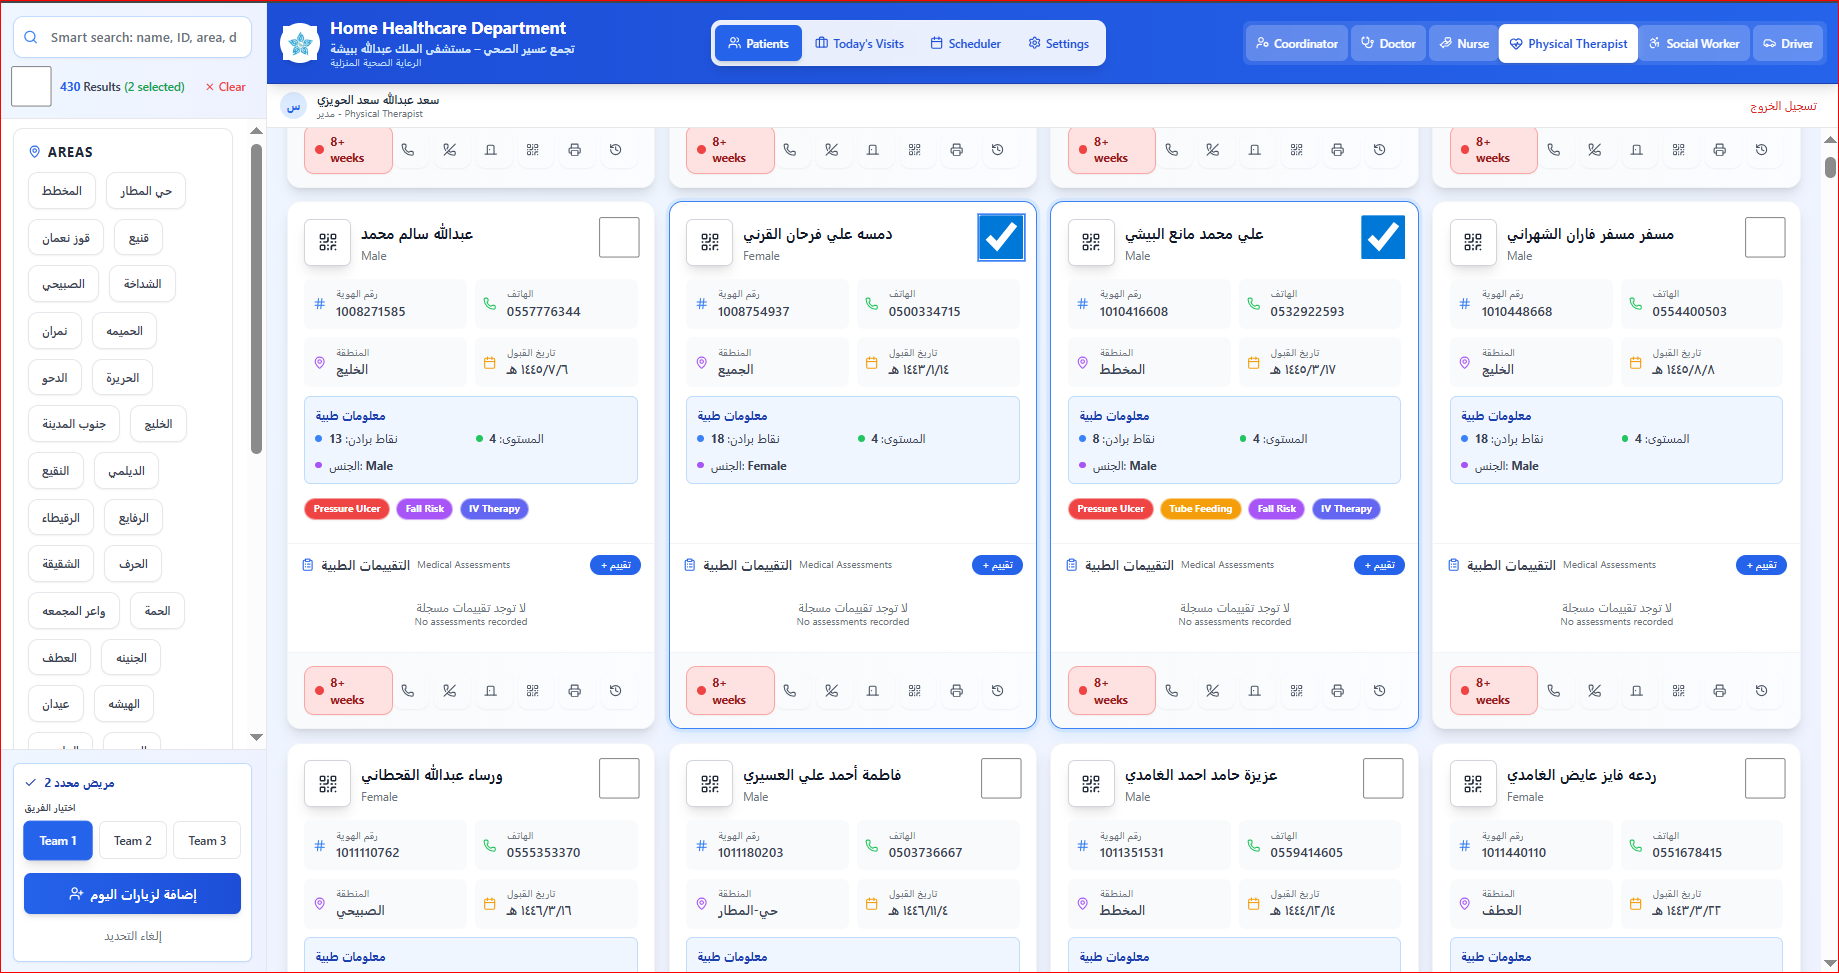 Smart search: name, ID, area, d
430 Results (2 selected) × Clear
AREAS
المخطط
حي المطار
قوز نعمان
قنيع
الصبيحي
الشداخة
نمران
الحميمه
الدحو
الحريرة
جنوب المدينة
الخليج
النقيع
الديلمي
الرقيطاء
الرفايع
الشقيقة
الحرف
واعر المجمعه
الحمة
العطف
الجنينه
عيدان
الهيشه
✓ 2 مريض محدد
اختيار الفريق
Team 1
Team 2
Team 3
إضافة لزيارات اليوم
إلغاء التحديد
Home Healthcare Department
تجمع عسير الصحي – مستشفى الملك عبدالله ببيشة
الرعاية الصحية المنزلية
Patients
Today's Visits
Scheduler
Settings
Coordinator
Doctor
Nurse
Physical Therapist
Social Worker
Driver
س
سعد عبدالله سعد الحويزي
مدير - Physical Therapist
تسجيل الخروج
8+ weeks
8+ weeks
8+ weeks
8+ weeks
عبدالله سالم محمد
Male
رقم الهوية
1008271585
الهاتف
0557776344
المنطقة
الخليج
تاريخ القبول
١٤٤٥/٧/٦ هـ
معلومات طبية
نقاط برادن: 13
المستوى: 4
الجنس: Male
Pressure Ulcer
Fall Risk
IV Therapy
التقييمات الطبية Medical Assessments
+ تقييم
لا توجد تقييمات مسجلة
No assessments recorded
8+ weeks
دمسه علي فرحان القرني
Female
رقم الهوية
1008754937
الهاتف
0500334715
المنطقة
الجميع
تاريخ القبول
١٤٤٣/١/١٤ هـ
معلومات طبية
نقاط برادن: 18
المستوى: 4
الجنس: Female
التقييمات الطبية Medical Assessments
+ تقييم
لا توجد تقييمات مسجلة
No assessments recorded
8+ weeks
علي محمد مانع البيشي
Male
رقم الهوية
1010416608
الهاتف
0532922593
المنطقة
المخطط
تاريخ القبول
١٤٤٥/٣/١٧ هـ
معلومات طبية
نقاط برادن: 8
المستوى: 4
الجنس: Male
Pressure Ulcer
Tube Feeding
Fall Risk
IV Therapy
التقييمات الطبية Medical Assessments
+ تقييم
لا توجد تقييمات مسجلة
No assessments recorded
8+ weeks
مسفر مسفر فاران الشهراني
Male
رقم الهوية
1010448668
الهاتف
0554400503
المنطقة
الخليج
تاريخ القبول
١٤٤٥/٨/٨ هـ
معلومات طبية
نقاط برادن: 18
المستوى: 4
الجنس: Male
التقييمات الطبية Medical Assessments
+ تقييم
لا توجد تقييمات مسجلة
No assessments recorded
8+ weeks
ورساء عبدالله القحطاني
Female
رقم الهوية
1011110762
الهاتف
0555353370
المنطقة
الصبيحي
تاريخ القبول
١٤٤٦/٣/١٦ هـ
معلومات طبية
فاطمة أحمد علي العسيري
Male
رقم الهوية
1011180203
الهاتف
0503736667
المنطقة
حي-المطار
تاريخ القبول
١٤٤٦/١١/٤ هـ
معلومات طبية
عزيزة حامد احمد الغامدي
Male
رقم الهوية
1011351531
الهاتف
0559414605
المنطقة
المخطط
تاريخ القبول
١٤٤٤/١٢/١٤ هـ
معلومات طبية
ردعه فايز عايض الغامدي
Female
رقم الهوية
1011440110
الهاتف
0551678415
المنطقة
العطف
تاريخ القبول
١٤٤٣/٣/٢٢ هـ
معلومات طبية